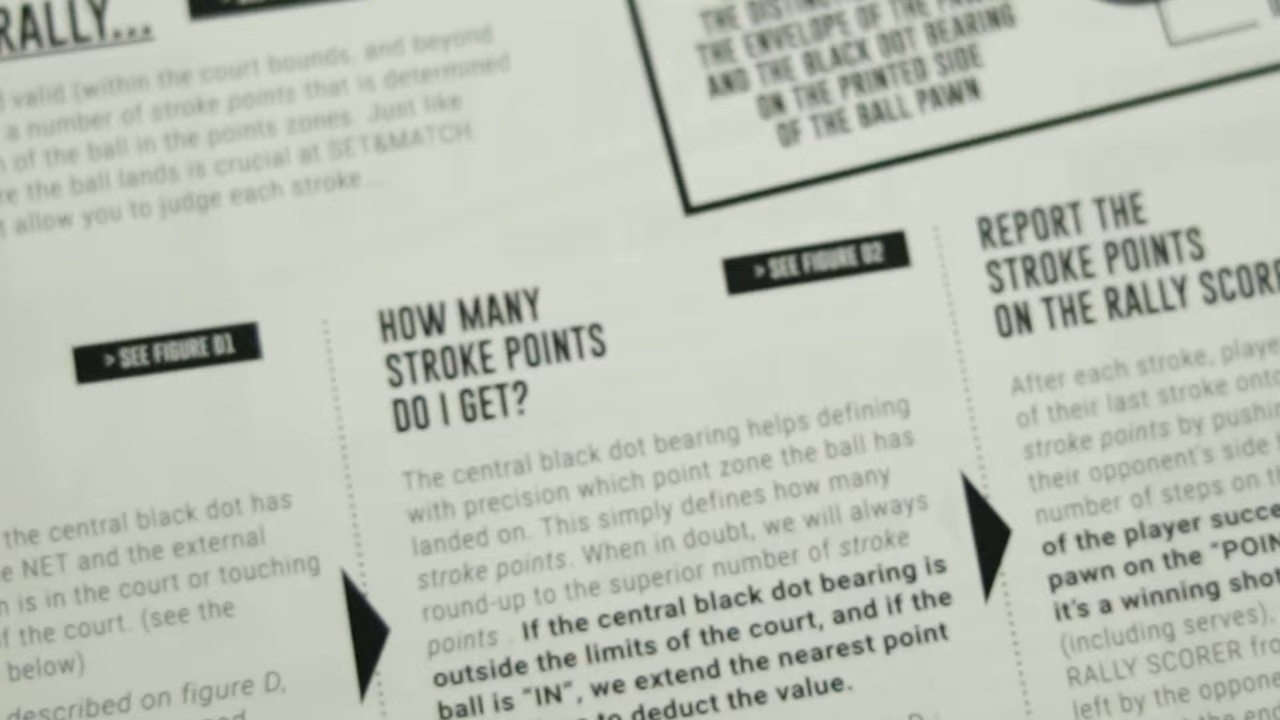 RALLY...
valid (within the court bounds, and beyond
a number of stroke points that is determined
of the ball in the points zones. Just like
the ball lands is crucial at SET&MATCH
allow you to judge each stroke...
THE ENVELOPE OF THE
AND THE BLACK DOT BEARING
ON THE PRINTED SIDE
OF THE BALL PAWN
> SEE FIGURE 01
the central black dot has
NET and the external
is in the court or touching
the court. (see the
below)
described on figure D,
HOW MANY
STROKE POINTS
DO I GET?
> SEE FIGURE 02
The central black dot bearing helps defining
with precision which point zone the ball has
landed on. This simply defines how many
stroke points. When in doubt, we will always
round-up to the superior number of stroke
points . If the central black dot bearing is
outside the limits of the court, and if the
ball is "IN", we extend the nearest point
to deduct the value.
REPORT THE
STROKE POINTS
ON THE RALLY
After each stroke,
of their last stroke
stroke points by
their opponent's side
number of steps on
of the player
pawn on the
it's a winning
(including serves),
RALLY SCORER
left by the